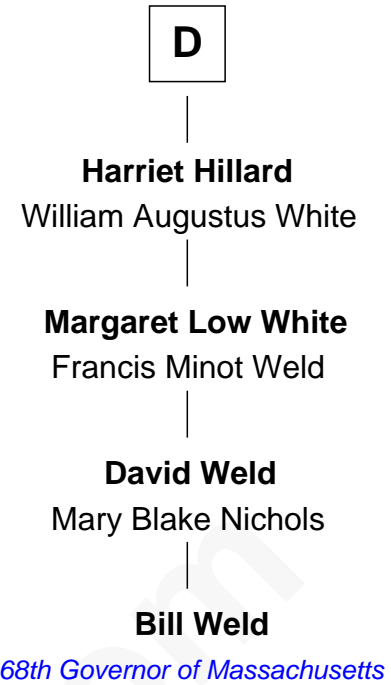 D
Harriet Hillard
William Augustus White
Margaret Low White
Francis Minot Weld
David Weld
Mary Blake Nichols
Bill Weld
68th Governor of Massachusetts